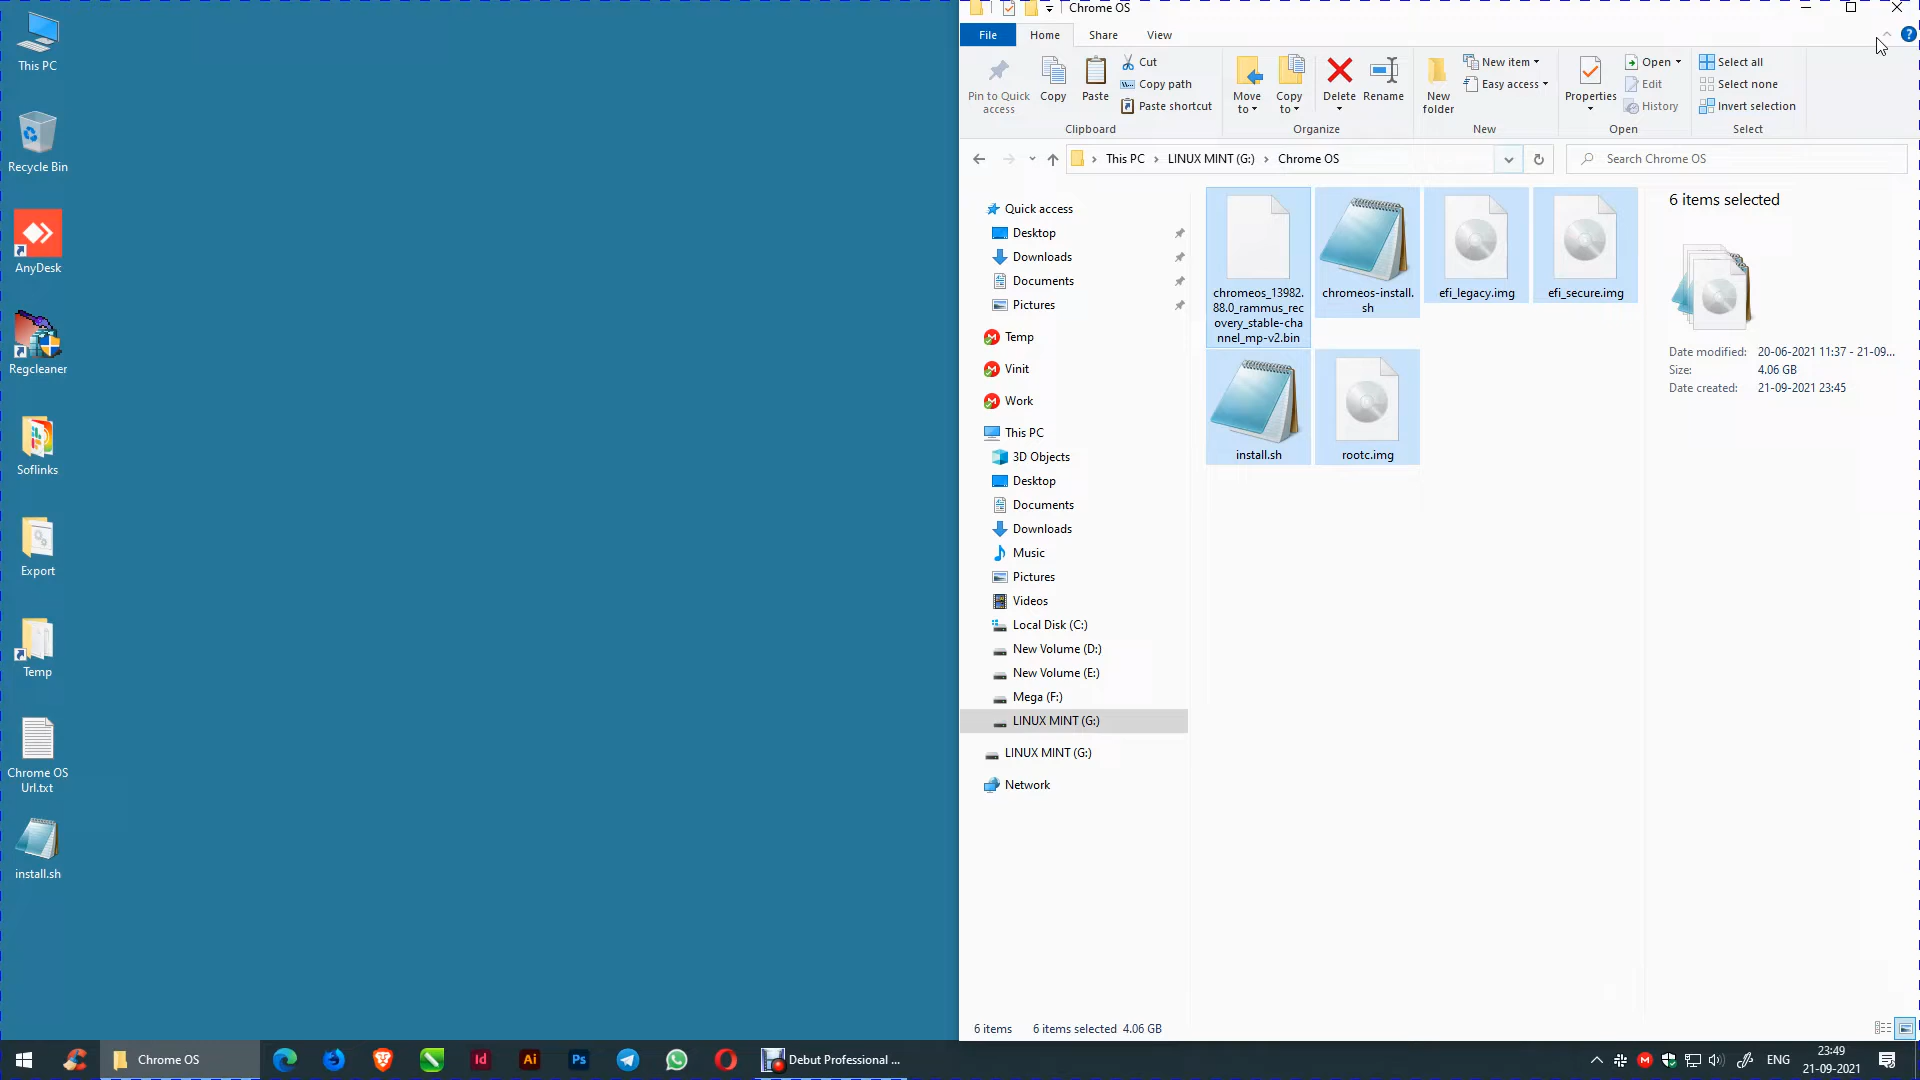 This PC
Recycle Bin
AnyDesk
Regcleaner
Soflinks
Export
Temp
Chrome OS
Url.txt
install.sh
Chrome OS
File
Home
Share
View
?
Pin to Quick
access
Copy
Paste
Cut
Copy path
Paste shortcut
Clipboard
Move
to
Copy
to
Delete
Rename
Organize
New
folder
New item
Easy access
New
Properties
Open
Edit
History
Open
Select all
Select none
Invert selection
Select
This PC > LINUX MINT (G:) > Chrome OS
Search Chrome OS
Quick access
Desktop
Downloads
Documents
Pictures
Temp
Vinit
Work
This PC
3D Objects
Desktop
Documents
Downloads
Music
Pictures
Videos
Local Disk (C:)
New Volume (D:)
New Volume (E:)
Mega (F:)
LINUX MINT (G:)
LINUX MINT (G:)
Network
chromeos_13982.
88.0_rammus_rec
overy_stable-cha
nnel_mp-v2.bin
chromeos-install.
sh
efi_legacy.img
efi_secure.img
install.sh
rootc.img
6 items selected
Date modified: 20-06-2021 11:37 - 21-09...
Size: 4.06 GB
Date created: 21-09-2021 23:45
6 items
6 items selected 4.06 GB
Chrome OS
Id
Ai
Ps
Debut Professional ...
ENG
23:49
21-09-2021